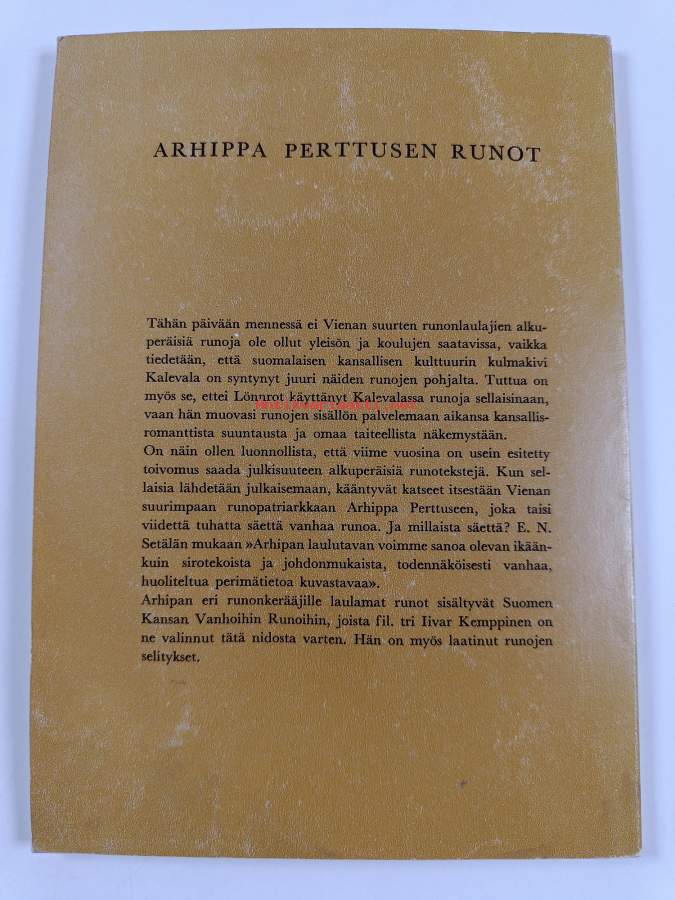 ARHIPPA PERTTUSEN RUNOT
Tähän päivään mennessä ei Vienan suurten runonlaulajien alku-
peräisiä runoja ole ollut yleisön ja koulujen saatavissa, vaikka
tiedetään, että suomalaisen kansallisen kulttuurin kulmakivi
Kalevala on syntynyt juuri näiden runojen pohjalta. Tuttua on
myös se, ettei Lönnrot käyttänyt Kalevalassa runoja sellaisinaan,
vaan hän muovasi runojen sisällön palvelemaan aikansa kansallis-
romanttista suuntausta ja omaa taiteellista näkemystään.
On näin ollen luonnollista, että viime vuosina on usein esitetty
toivomus saada julkisuuteen alkuperäisiä runotekstejä. Kun sel-
laisia lähdetään julkaisemaan, kääntyvät katseet itsestään Vienan
suurimpaan runopatriarkkaan Arhippa Perttuseen, joka taisi
viidettä tuhatta säettä vanhaa runoa. Ja millaista säettä? E. N.
Setälän mukaan »Arhipan laulutavan voimme sanoa olevan ikään-
kuin sirotekoista ja johdonmukaista, todennäköisesti vanhaa,
huoliteltua perimätietoa kuvastavaa».
Arhipan eri runonkerääjille laulamat runot sisältyvät Suomen
Kansan Vanhoihin Runoihin, joista fil. tri Iivar Kemppinen on
ne valinnut tätä nidosta varten. Hän on myös laatinut runojen
selitykset.